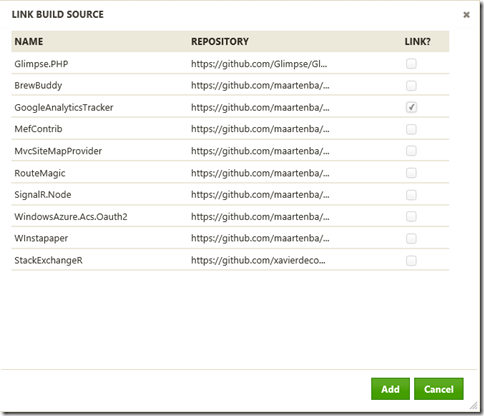 LINK BUILD SOURCE
NAME REPOSITORY LINK?
Glimpse.PHP https://github.com/Glimpse/Gl...
BrewBuddy https://github.com/maartenba/...
GoogleAnalyticsTracker https://github.com/maartenba/...
MefContrib https://github.com/maartenba/...
MvcSiteMapProvider https://github.com/maartenba/...
RouteMagic https://github.com/maartenba/...
SignalR.Node https://github.com/maartenba/...
WindowsAzure.Acs.Oauth2 https://github.com/maartenba/...
WInstapaper https://github.com/maartenba/...
StackExchangeR https://github.com/xavierdeco...
Add Cancel